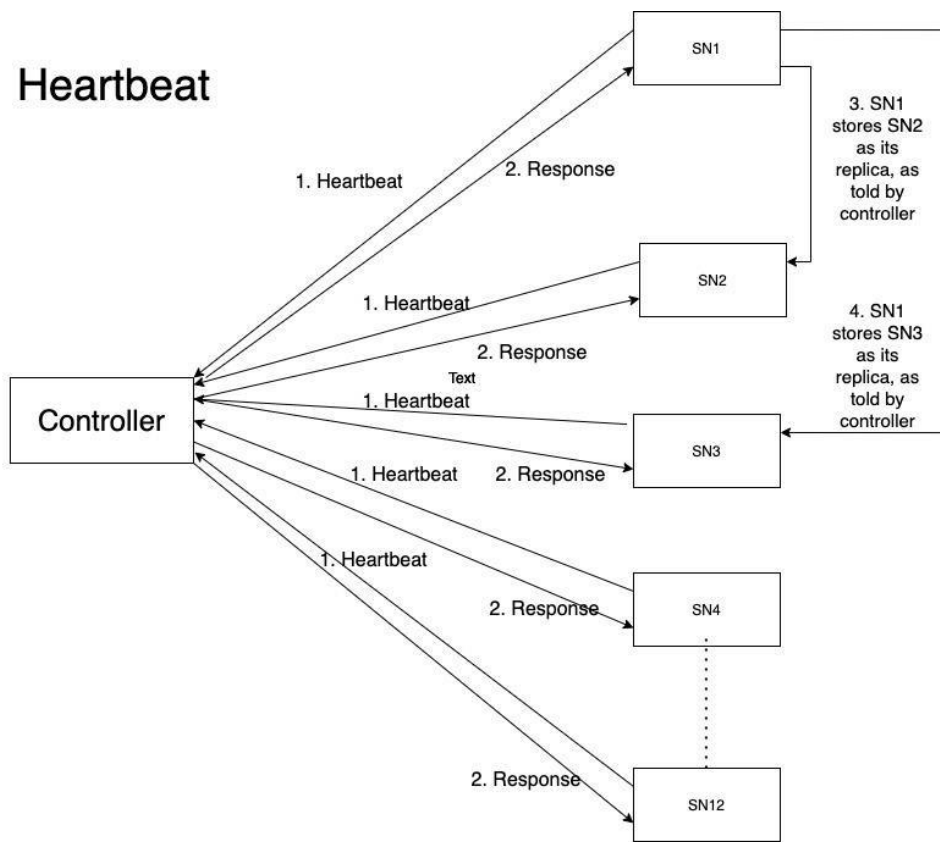 SN1
Heartbeat
3. SN1
stores SN2
as its
replica, as
told by
controller
2. Response
1. Heartbeat
SN2
1. Heartbeat
4. SN1
stores SN3
as its
replica, as
told by
controller
2. Response
Text
1. Heartbeat
Controller
SN3
1. Heartbeat
2. Response
1. Heartbeat
2. Response
SN4
2. Response
SN12